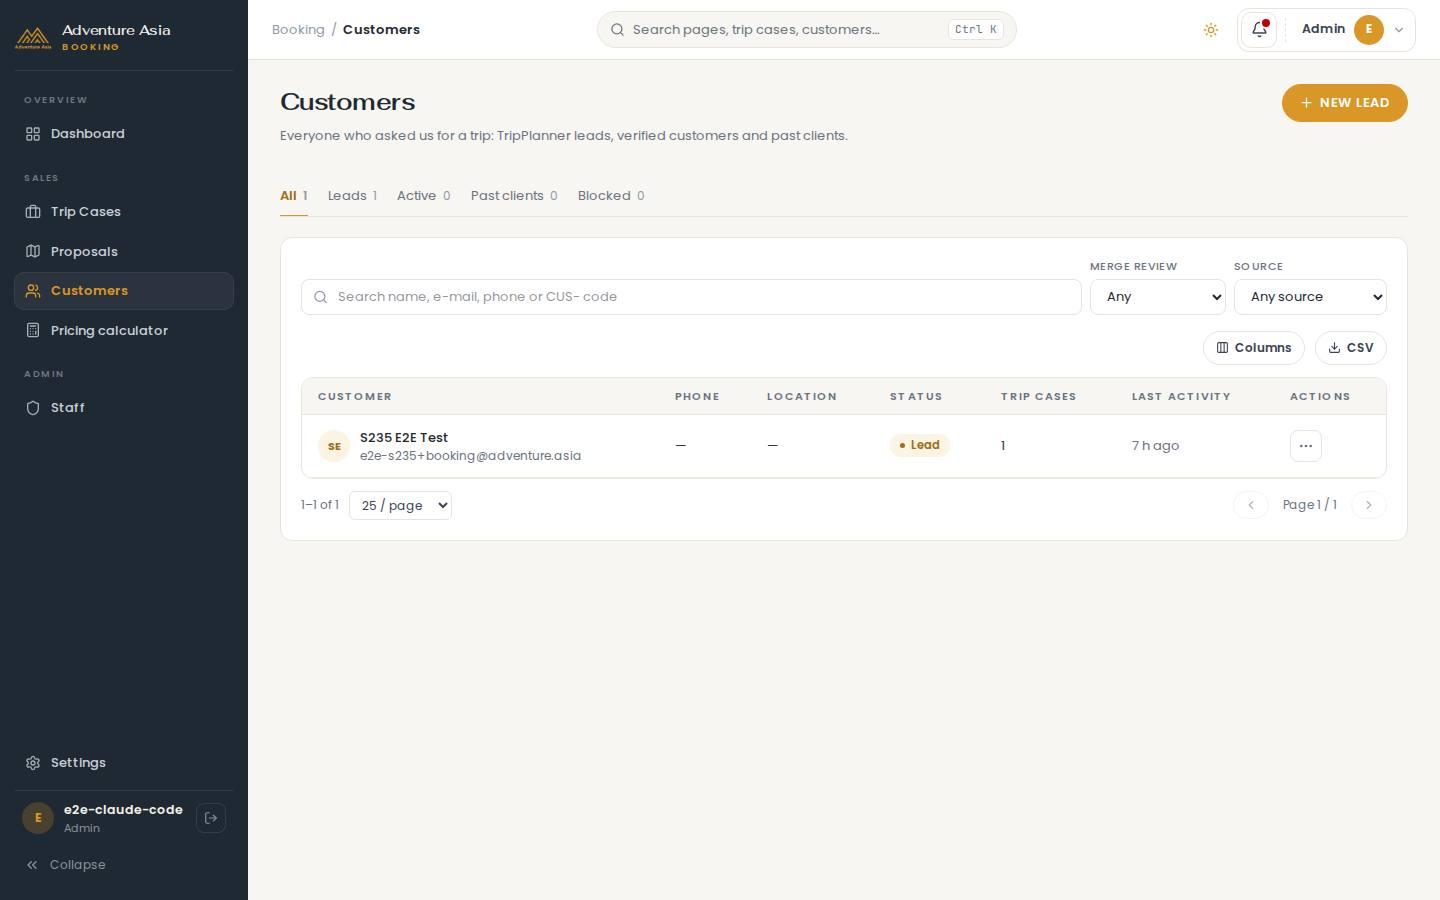 Adventure Asia
BOOKING
Adventure Asia
OVERVIEW
Dashboard
SALES
Trip Cases
Proposals
Customers
Pricing calculator
ADMIN
Staff
Settings
E
e2e-claude-code
Admin
Collapse
Booking / Customers
Search pages, trip cases, customers...
Ctrl K
Admin
E
Customers
NEW LEAD
Everyone who asked us for a trip: TripPlanner leads, verified customers and past clients.
All 1 Leads 1 Active 0 Past clients 0 Blocked 0
MERGE REVIEW SOURCE
Search name, e-mail, phone or CUS- code Any Any source
Columns CSV
CUSTOMER PHONE LOCATION STATUS TRIP CASES LAST ACTIVITY ACTIONS
SE S235 E2E Test — — Lead 1 7 h ago
e2e-s235+booking@adventure.asia
1–1 of 1 25 / page Page 1 / 1